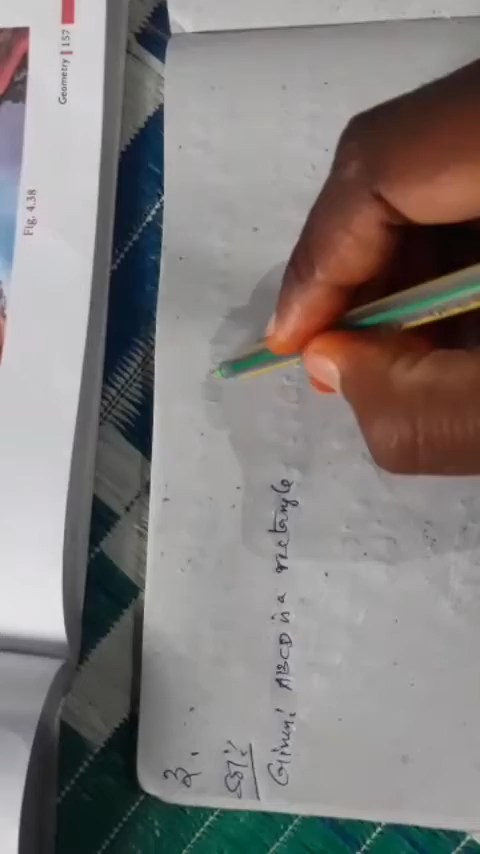 Geometry | 157
Fig. 4.38
2.
Sol:
Given: ABCD is a rectangle